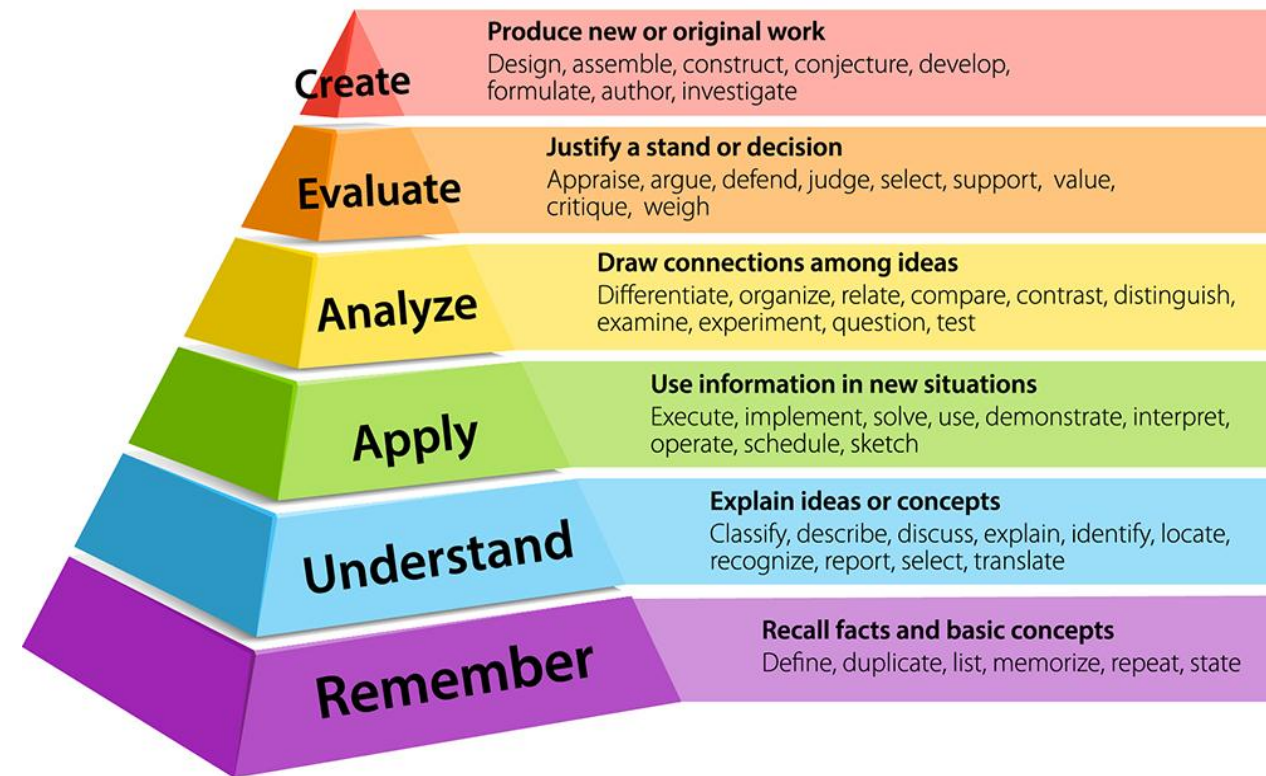 Create
Produce new or original work
Design, assemble, construct, conjecture, develop,
formulate, author, investigate
Evaluate
Justify a stand or decision
Appraise, argue, defend, judge, select, support, value,
critique, weigh
Analyze
Draw connections among ideas
Differentiate, organize, relate, compare, contrast, distinguish,
examine, experiment, question, test
Apply
Use information in new situations
Execute, implement, solve, use, demonstrate, interpret,
operate, schedule, sketch
Understand
Explain ideas or concepts
Classify, describe, discuss, explain, identify, locate,
recognize, report, select, translate
Remember
Recall facts and basic concepts
Define, duplicate, list, memorize, repeat, state